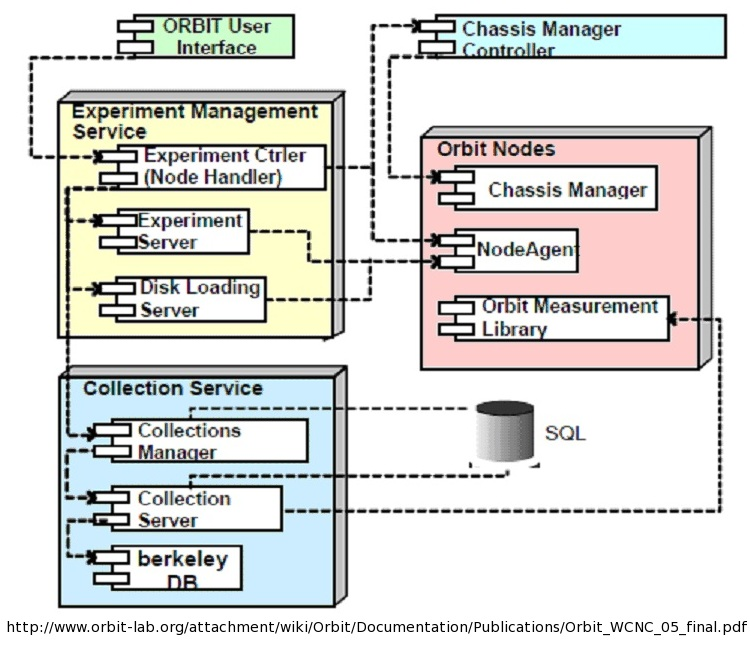 ORBIT User
Interface
Chassis Manager
Controller
Experiment Management
Service
Experiment Ctrler
(Node Handler)
Experiment
Server
Disk Loading
Server
Orbit Nodes
Chassis Manager
NodeAgent
Orbit Measurement
Library
Collection Service
Collections
Manager
Collection
Server
berkeley
DB
SQL
http://www.orbit-lab.org/attachment/wiki/Orbit/Documentation/Publications/Orbit_WCNC_05_final.pdf